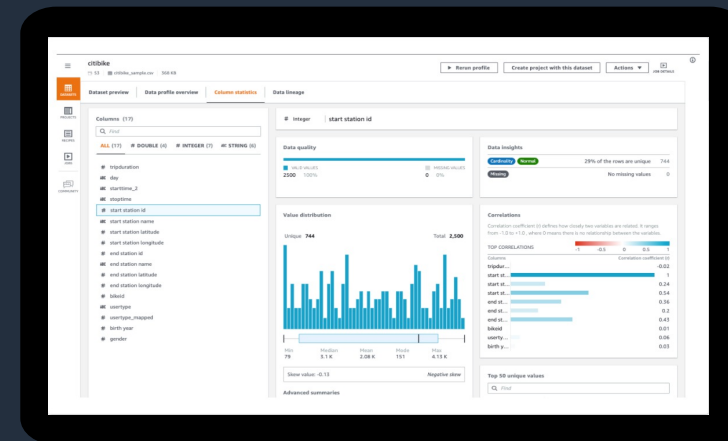 citibike
S3 citibike_sample.csv 368 KB
Rerun profile
Create project with this dataset
Actions
JOB DETAILS
DATASETS
PROJECTS
RECIPES
JOBS
COMMUNITY
Dataset preview
Data profile overview
Column statistics
Data lineage
Columns (17)
Find
ALL (17) # DOUBLE (4) # INTEGER (7) ABC STRING (6)
# tripduration
ABC day
ABC starttime_2
ABC stoptime
# start station id
ABC start station name
# start station latitude
# start station longitude
# end station id
ABC end station name
# end station latitude
# end station longitude
# bikeid
ABC usertype
# usertype_mapped
# birth year
# gender
# Integer start station id
Data quality
VALID VALUES MISSING VALUES
2500 100% 0 0%
Data insights
Cardinality Normal 29% of the rows are unique 744
Missing No missing values 0
Value distribution
Unique 744 Total 2,500
Min Median Mean Mode Max
79 3.1 K 2.08 K 151 4.13 K
Skew value -0.13 Negative skew
Advanced summaries
Correlations
Correlation coefficient (r) defines how closely two variables are related. It ranges
from -1.0 to +1.0, where 0 means there is no relationship between the variables.
TOP CORRELATIONS -1 -0.5 0 0.5 1
Columns Correlation coefficient (r)
tripdur... -0.02
start st... 1
start st... 0.24
start st... 0.54
end st... 0.36
end st... 0.2
end st... 0.43
bikeid 0.01
userty... 0.06
birth y... 0.03
Top 50 unique values
Find